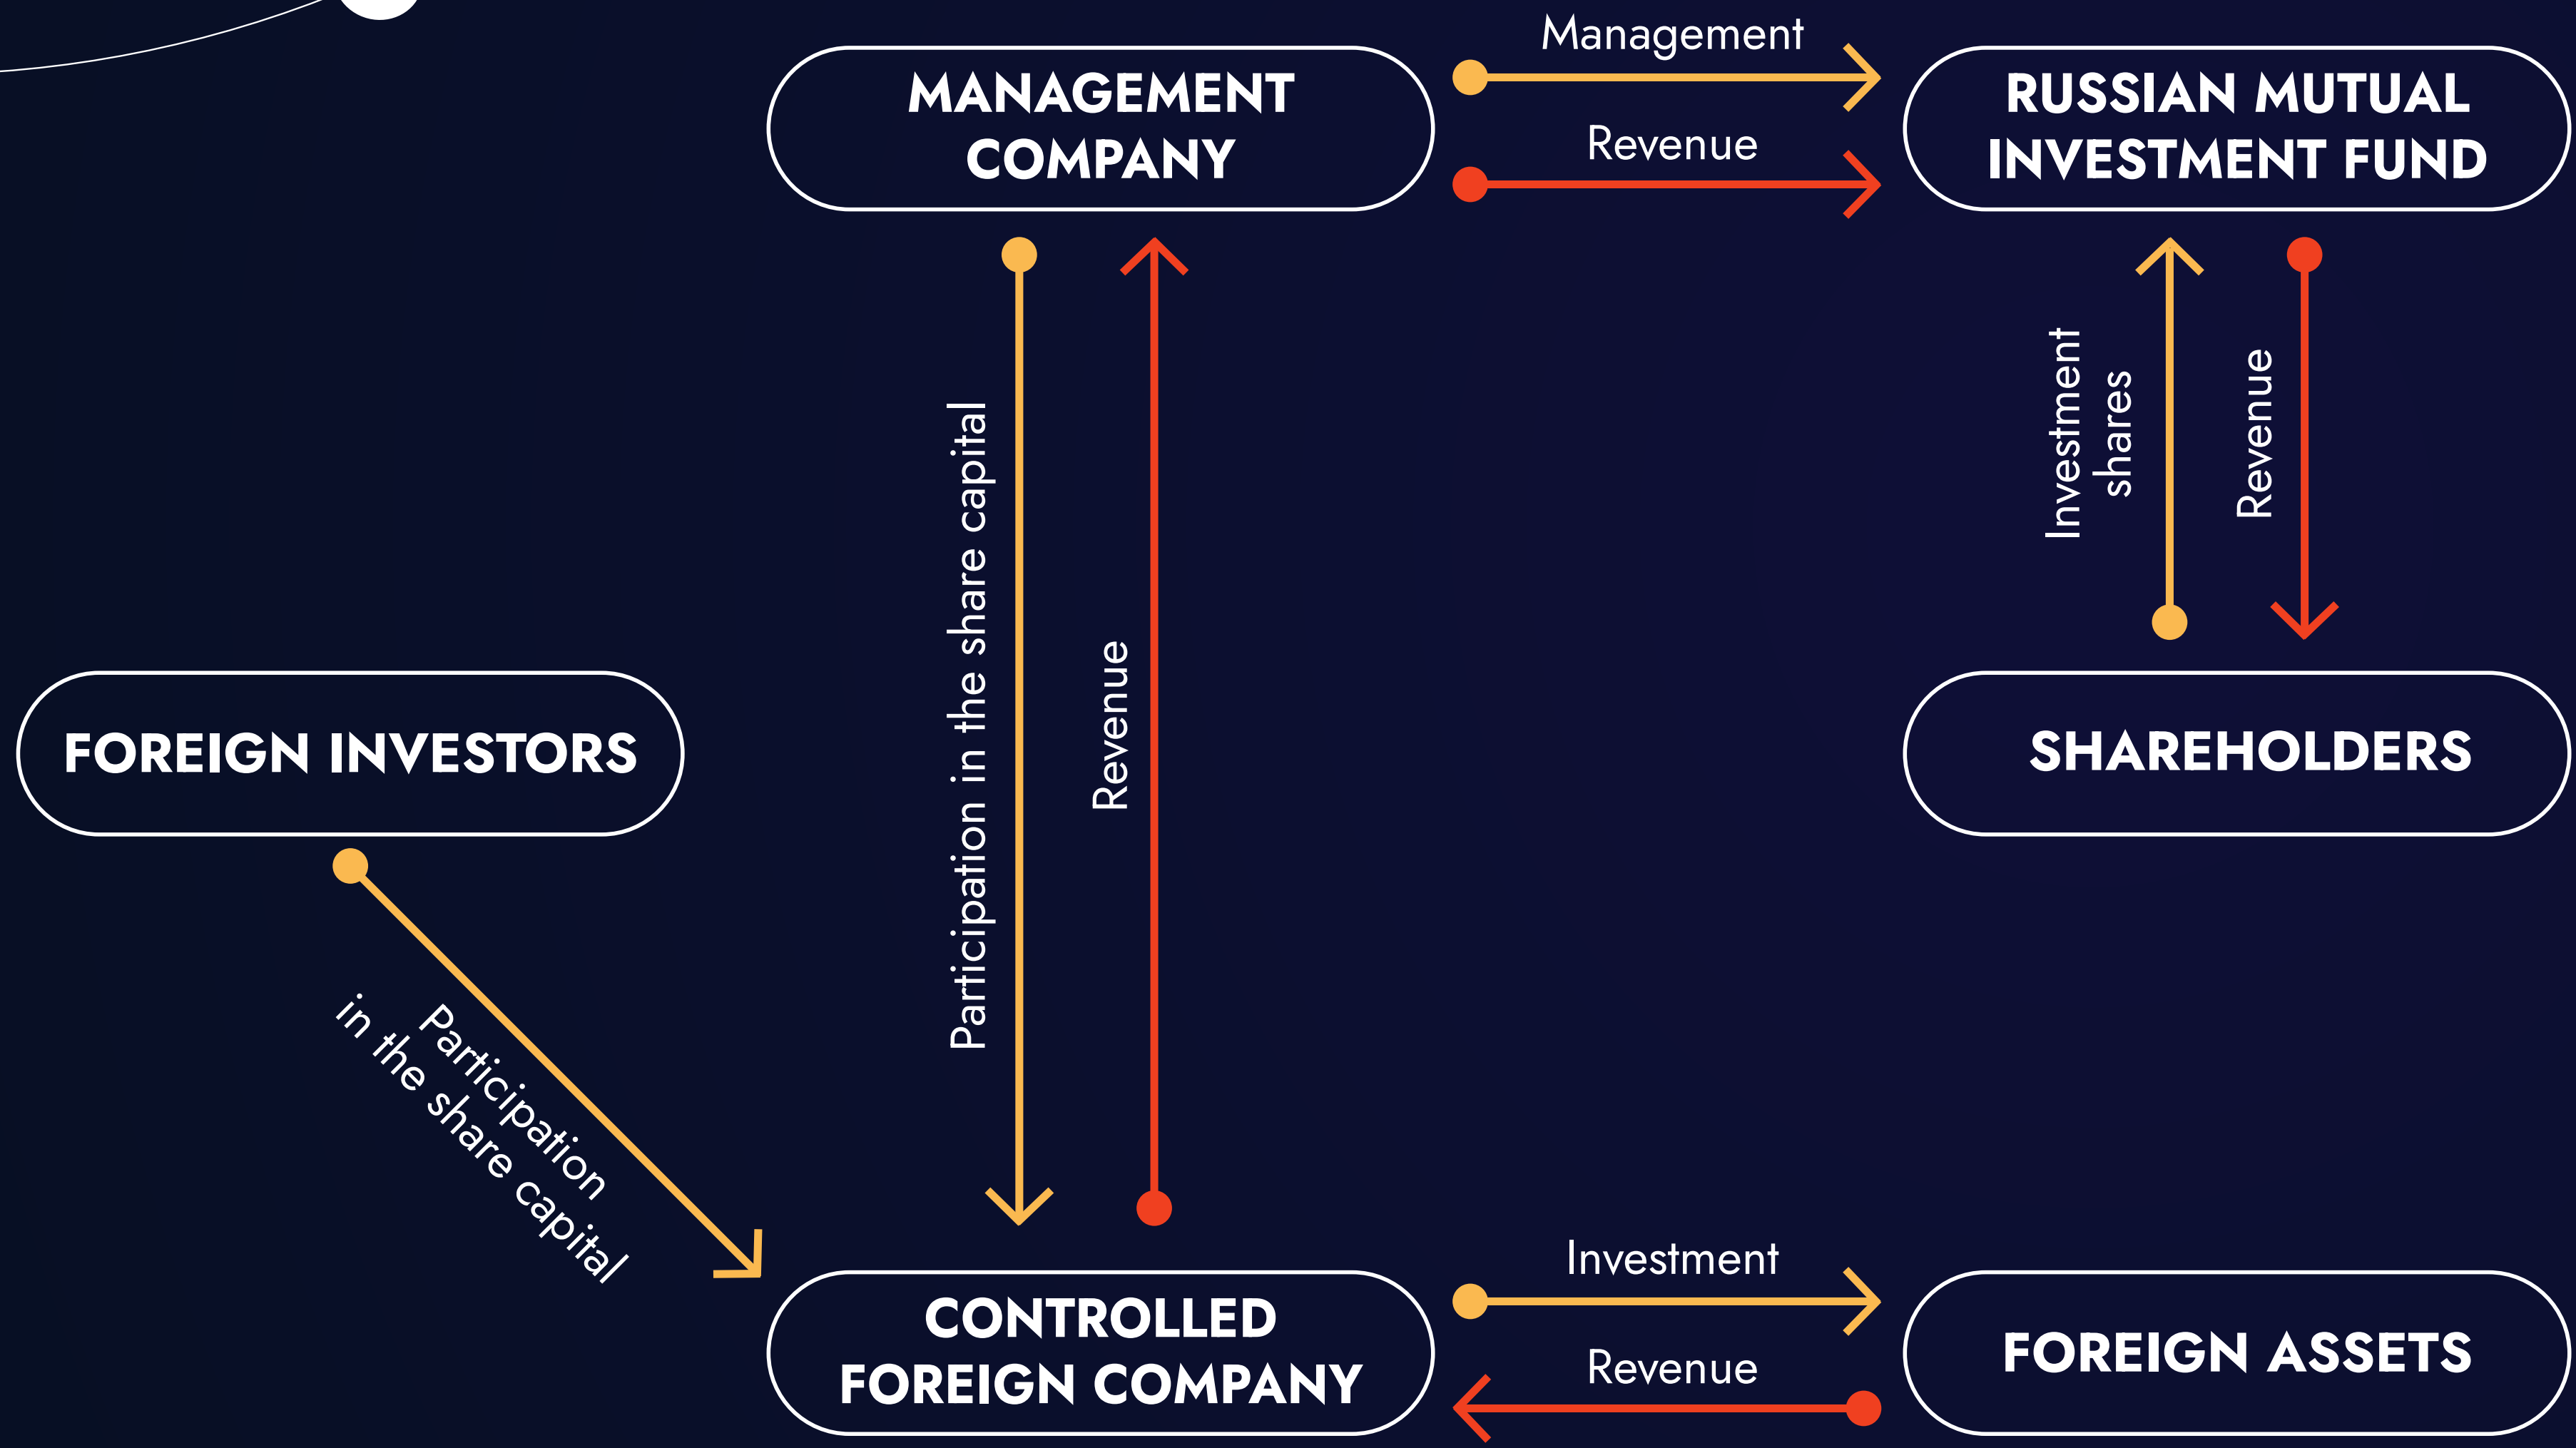 Management
MANAGEMENT
COMPANY
Revenue
RUSSIAN MUTUAL
INVESTMENT FUND
Participation in the share capital
Revenue
Investment
shares
Revenue
FOREIGN INVESTORS
SHAREHOLDERS
Participation
in the share capital
Investment
CONTROLLED
FOREIGN COMPANY
Revenue
FOREIGN ASSETS